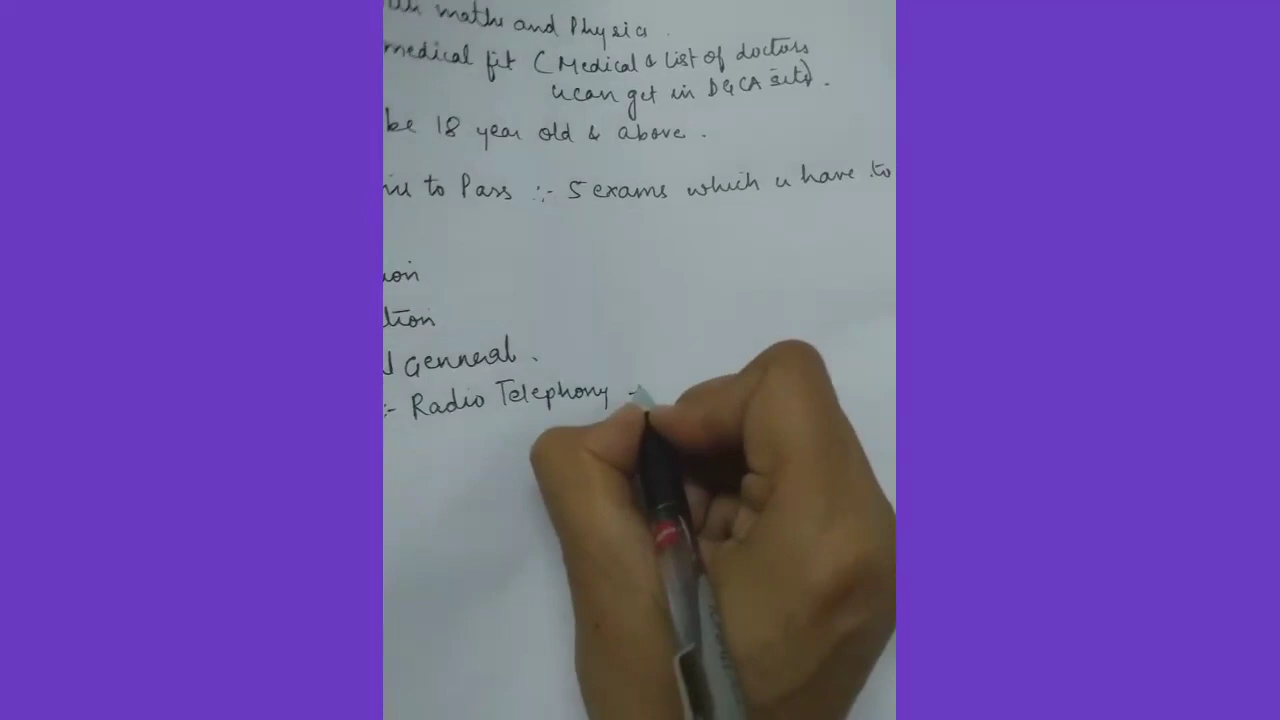 maths and Physics.
medical fit (Medical & list of doctors
u can get in DGCA site).
be 18 year old & above.
to Pass :- 5 exams which u have to
Genneral.
:- Radio Telephony -